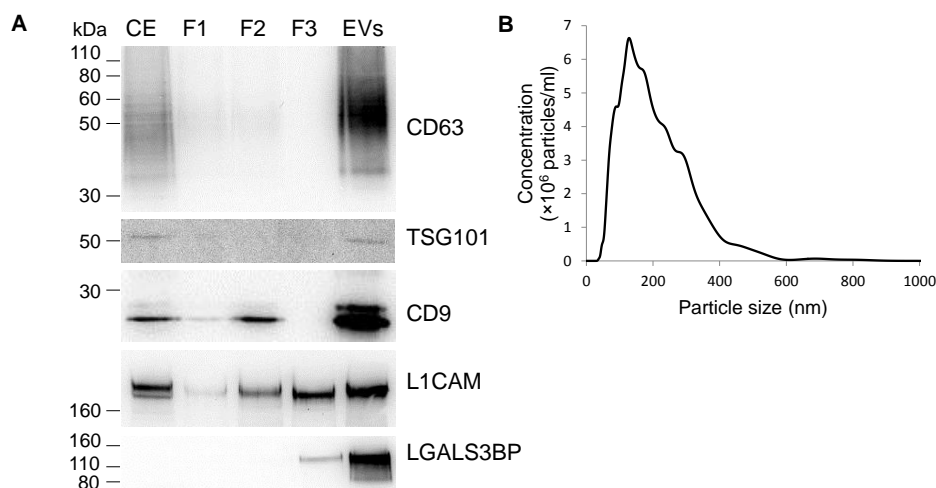 A
kDa CE F1 F2 F3 EVs
110
80
60
50
30
CD63
50
TSG101
30
CD9
160
L1CAM
160
110
80
LGALS3BP
B
7
6
5
4
3
2
1
0
Concentration
(×10⁶ particles/ml)
0 200 400 600 800 1000
Particle size (nm)